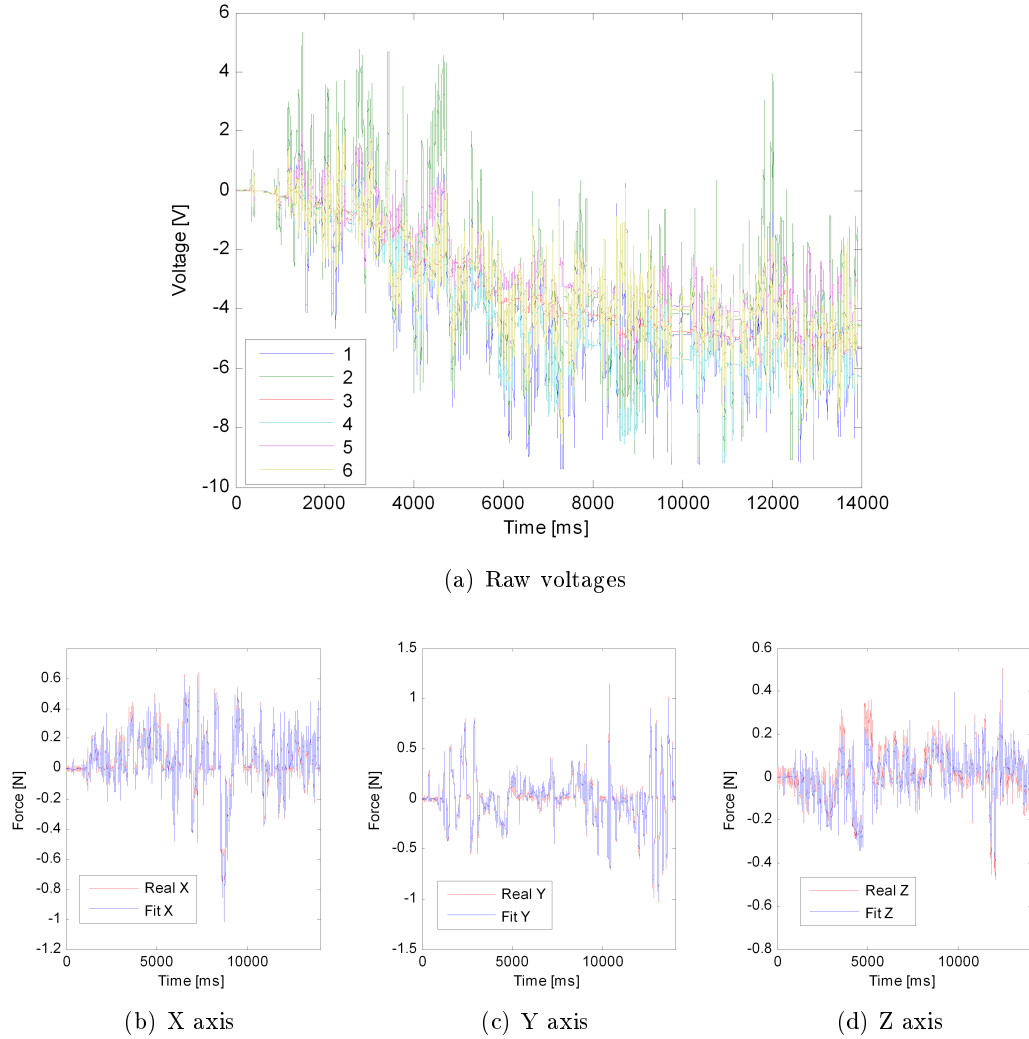 6
4
2
0
-2
-4
-6
-8
-10
Voltage [V]
1
2
3
4
5
6
0 2000 4000 6000 8000 10000 12000 14000
Time [ms]
(a) Raw voltages
0.6
0.4
0.2
0
-0.2
-0.4
-0.6
-0.8
-1
-1.2
Force [N]
Real X
Fit X
0 5000 10000
Time [ms]
(b) X axis
1.5
1
0.5
0
-0.5
-1
-1.5
Force [N]
Real Y
Fit Y
0 5000 10000
Time [ms]
(c) Y axis
0.6
0.4
0.2
0
-0.2
-0.4
-0.6
-0.8
Force [N]
Real Z
Fit Z
0 5000 10000
Time [ms]
(d) Z axis